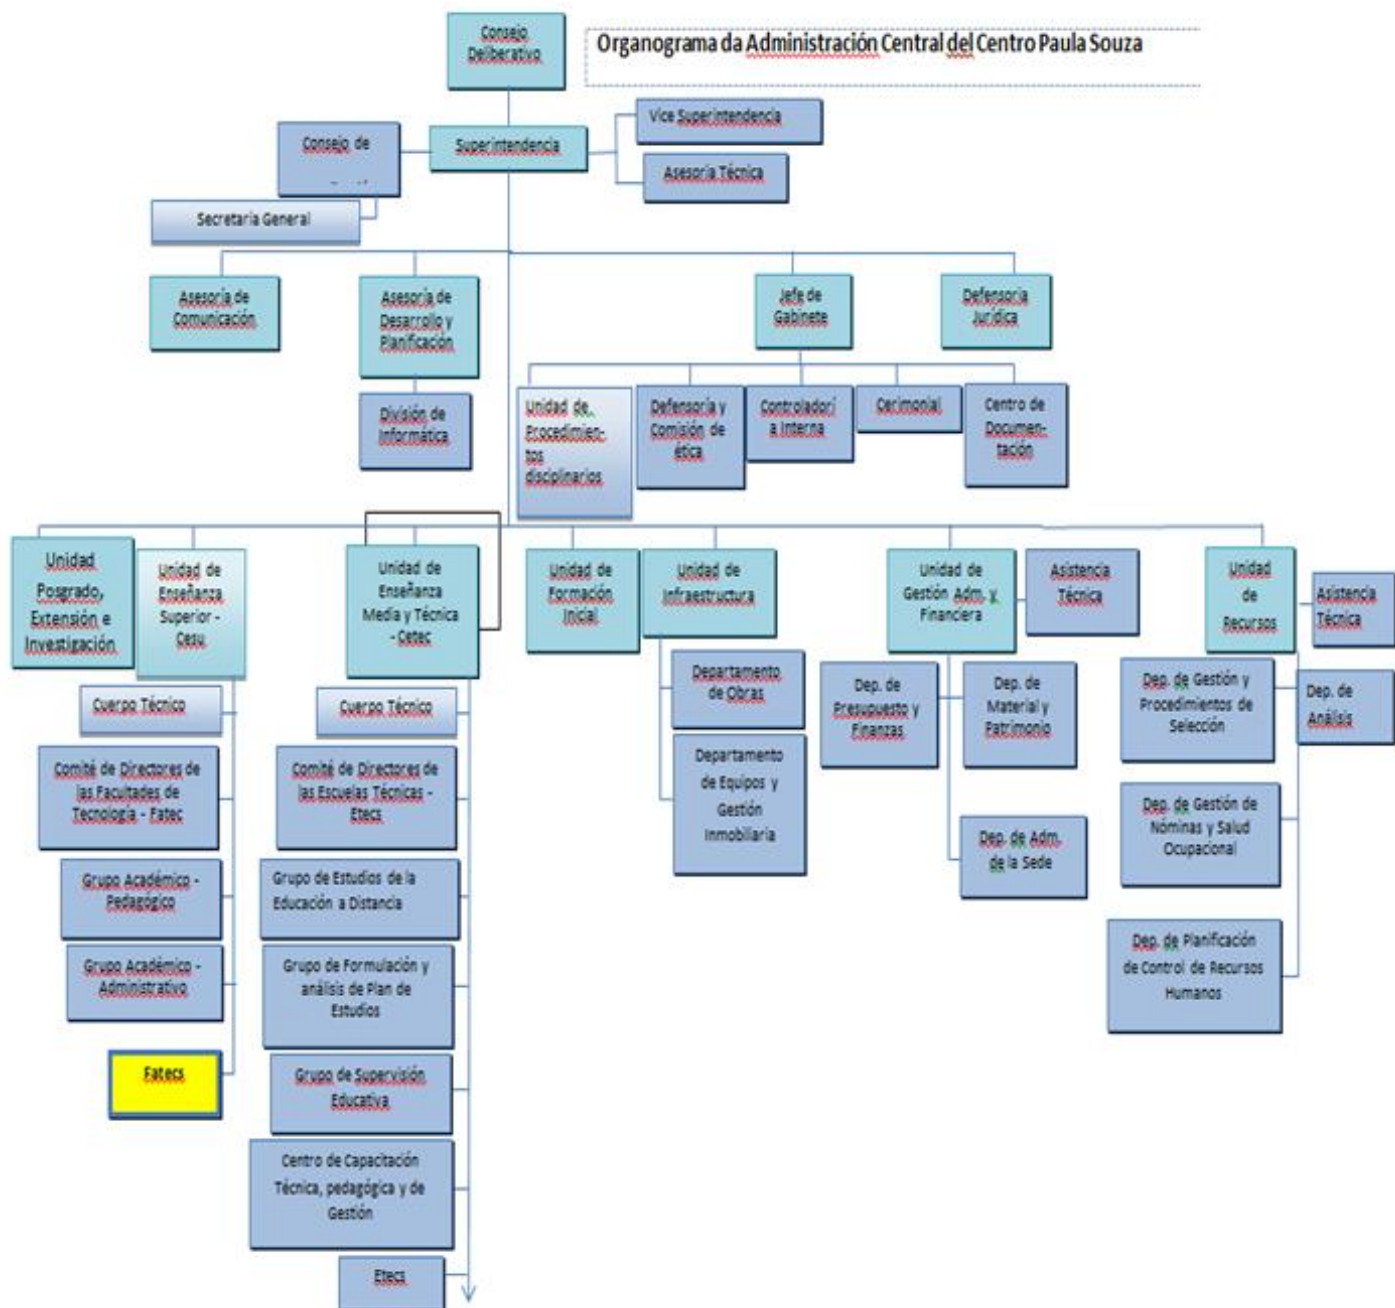 Consejo
Deliberativo
Organograma da Administración Central del Centro Paula Souza
Vice Superintendencia
Consejo de
Superintendencia
Asesoría Técnica
Secretaria General
Asesoría de
Comunicación
Asesoría de
Desarrollo y
Planificación
Jefe de
Gabinete
Defensoría
Jurídica
División de
Informática
Unidad de
Procedimien-
tos
disciplinarios
Defensoría y
Comisión de
ética
Controladorí
a Interna
Cerimonial
Centro de
Documen-
tación
Unidad
Posgrado,
Extensión e
Investigación
Unidad de
Enseñanza
Superior -
Cesu
Unidad de
Enseñanza
Media y Técnica
- Cetec
Unidad de
Formación
Inicial
Unidad de
Infraestructura
Unidad de
Gestión Adm. y
Financiera
Asistencia
Técnica
Unidad
de
Recursos
Asistencia
Técnica
Cuerpo Técnico
Comité de Directores de
las Facultades de
Tecnología - Fatec
Grupo Académico -
Pedagógico
Grupo Académico -
Administrativo
Fatecs
Cuerpo Técnico
Comité de Directores de
las Escuelas Técnicas -
Etecs
Grupo de Estudios de la
Educación a Distancia
Grupo de Formulación y
análisis de Plan de
Estudios
Grupo de Supervisión
Educativa
Centro de Capacitación
Técnica, pedagógica y de
Gestión
Etecs
Departamento
de Obras
Departamento
de Equipos y
Gestión
Inmobiliaria
Dep. de
Presupuesto y
Finanzas
Dep. de
Material y
Patrimonio
Dep. de Adm.
de la Sede
Dep. de Gestión y
Procedimientos de
Selección
Dep. de
Análisis
Dep. de Gestión de
Nóminas y Salud
Ocupacional
Dep. de Planificación
de Control de Recursos
Humanos